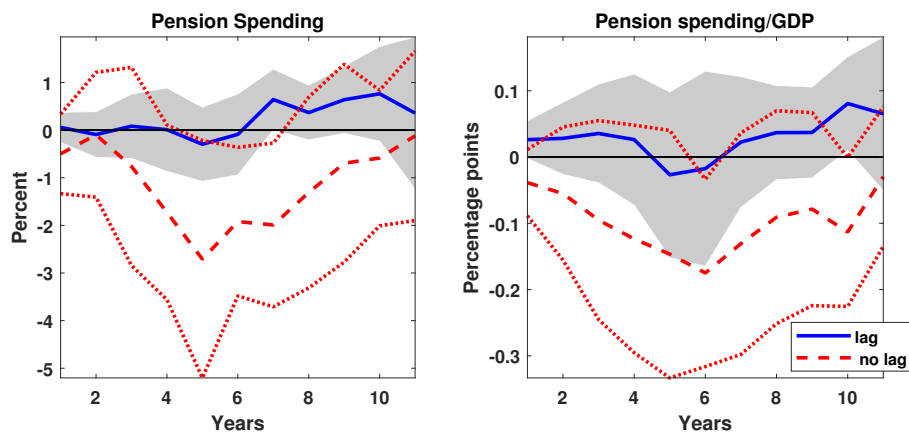 Pension Spending
1
0
-1
-2
-3
-4
-5
Percent
2 4 6 8 10
Years
Pension spending/GDP
0.1
0
-0.1
-0.2
-0.3
Percentage points
2 4 6 8 10
Years
lag
no lag